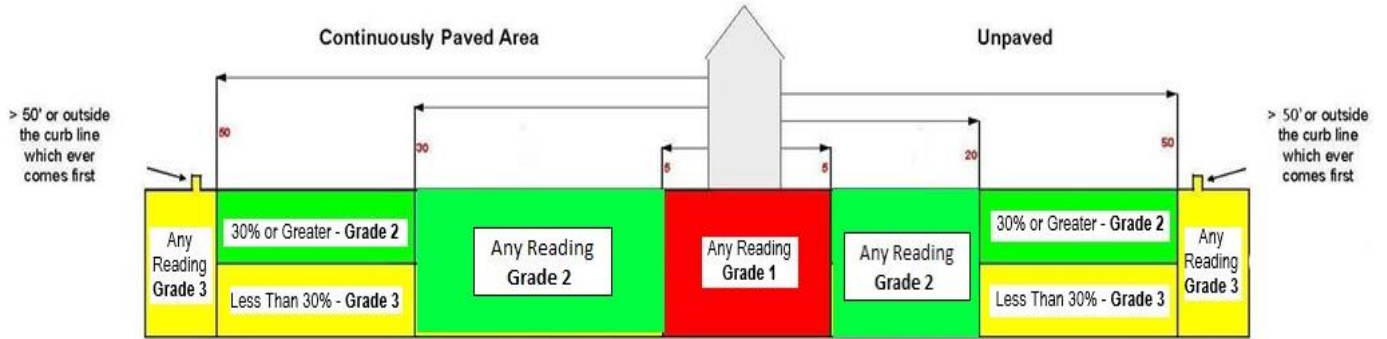 Continuously Paved Area
Unpaved
> 50' or outside
the curb line
which ever
comes first
> 50' or outside
the curb line
which ever
comes first
50
30
5
5
20
50
Any
Reading
Grade 3
30% or Greater - Grade 2
Less Than 30% - Grade 3
Any Reading
Grade 2
Any Reading
Grade 1
Any Reading
Grade 2
30% or Greater - Grade 2
Less Than 30% - Grade 3
Any
Reading
Grade 3